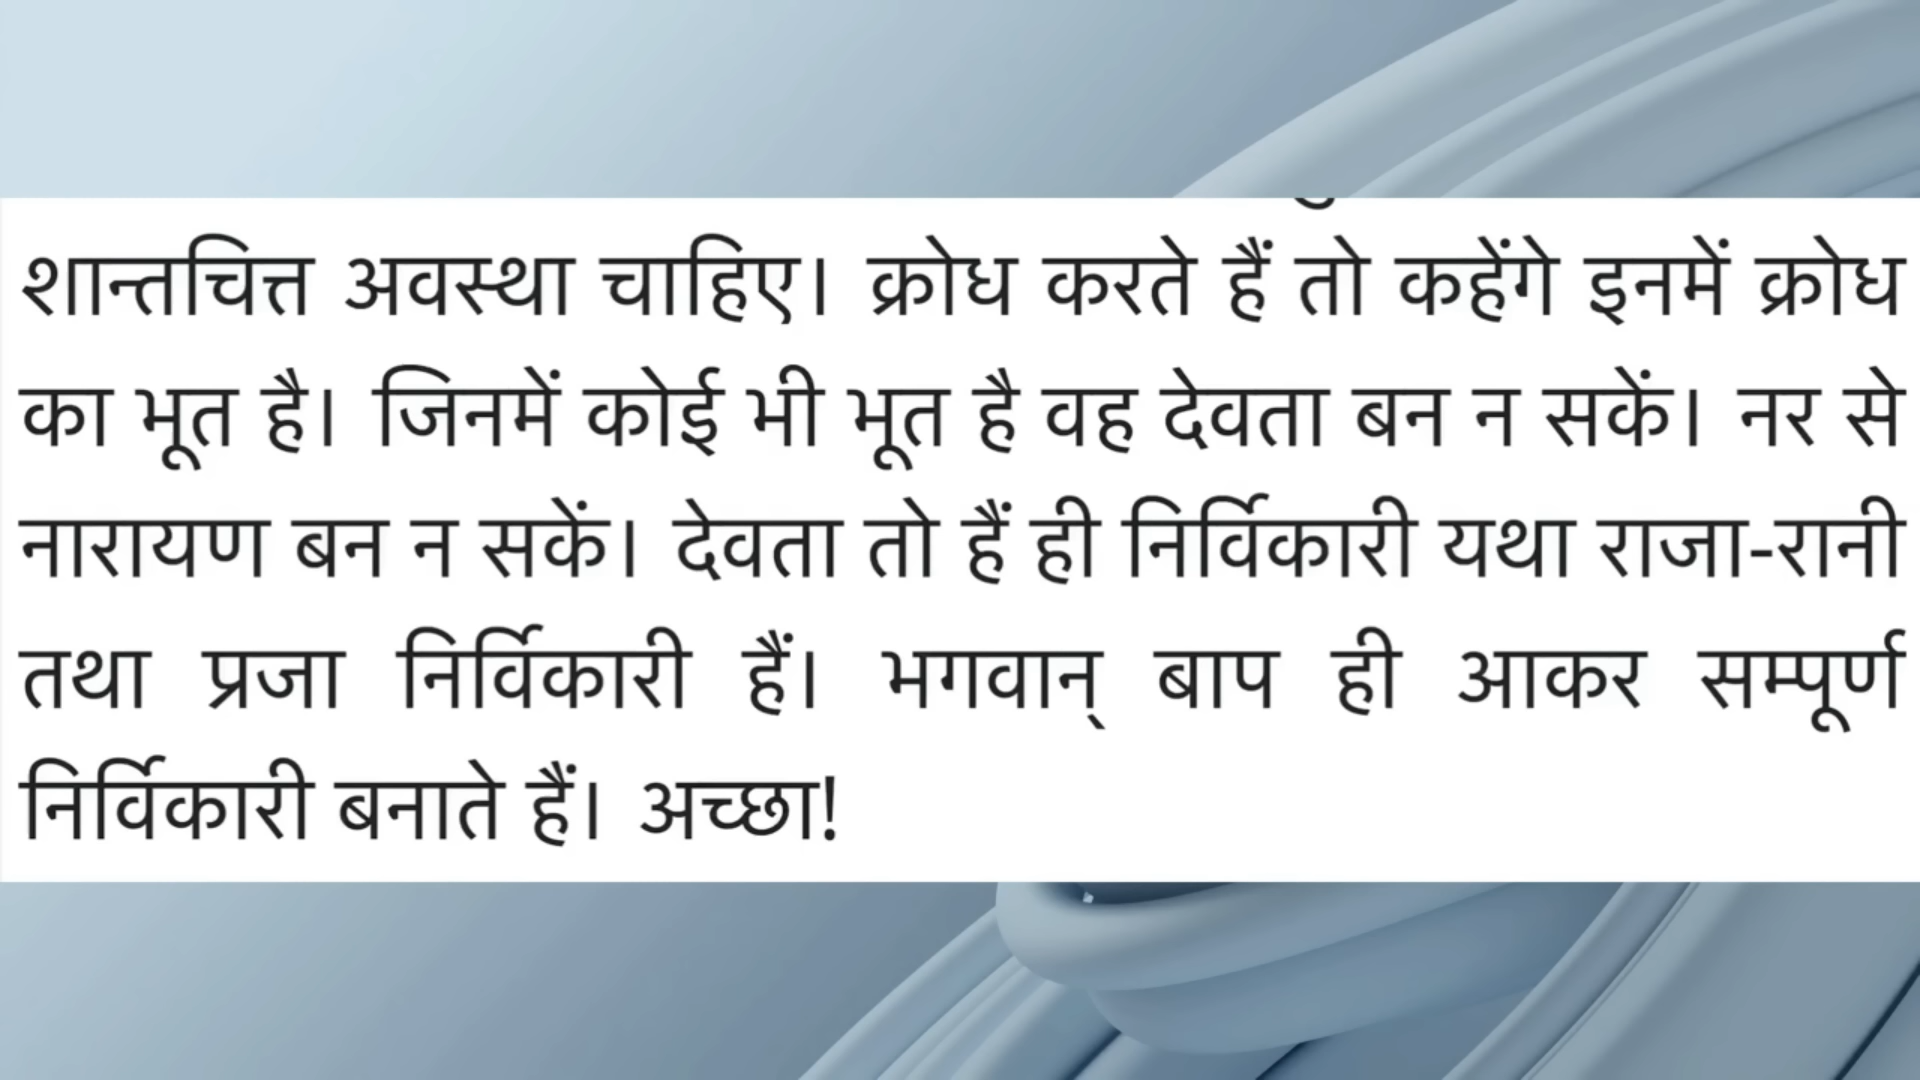 शान्तचित्त अवस्था चाहिए। क्रोध करते हैं तो कहेंगे इनमें क्रोध
का भूत है। जिनमें कोई भी भूत है वह देवता बन न सकें। नर से
नारायण बन न सकें। देवता तो हैं ही निर्विकारी यथा राजा-रानी
तथा प्रजा निर्विकारी हैं। भगवान् बाप ही आकर सम्पूर्ण
निर्विकारी बनाते हैं। अच्छा!